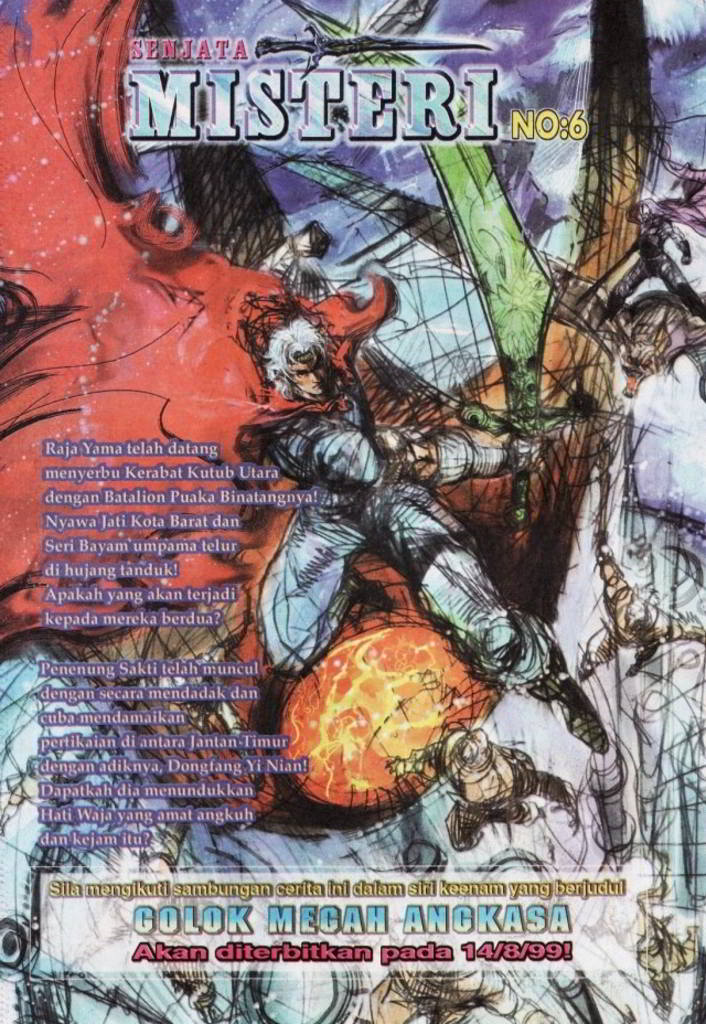 SENJATA
MISTERI NO:6
Raja Yama telah datang
menyerbu Kerabat Kutub Utara
dengan Batalion Puaka Binatangnya!
Nyawa Jati Kota Barat dan
Seri Bayam umpama telur
di hujang tanduk!
Apakah yang akan terjadi
kepada mereka berdua?
Penenung Sakti telah muncul
dengan secara mendadak dan
cuba mendamaikan
pertikaian di antara Jantan-Timur
dengan adiknya, Dongfang Yi Nian!
Dapatkah dia menundukkan
Hati Waja yang amat angkuh
dan kejam itu?
Sila mengikuti sambungan cerita ini dalam siri keenam yang berjudul
GOLOK MEGAH ANGKASA
Akan diterbitkan pada 14/8/99!